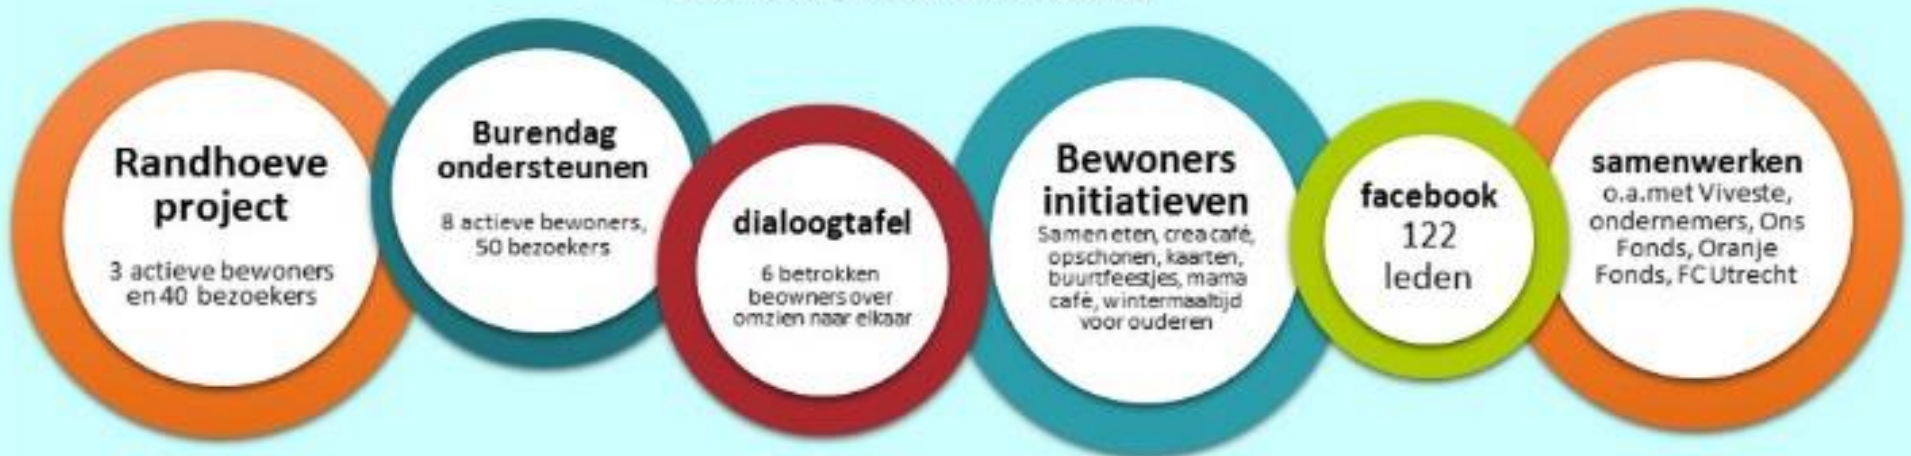 Randhoeve
project
3 actieve bewoners
en 40 bezoekers
Burendag
ondersteunen
8 actieve bewoners,
50 bezoekers
dialoogtafel
6 betrokken
beowners over
omzien naar elkaar
Bewoners
initiatieven
Samen eten, crea café,
opschonen, kaarten,
buurtfeestjes, mama
café, wintermaaltijd
voor ouderen
facebook
122
leden
samenwerken
o.a.met Viveste,
ondernemers, Ons
Fonds, Oranje
Fonds, FC Utrecht